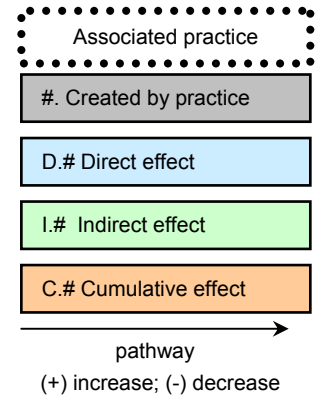 Associated practice
#. Created by practice
D.# Direct effect
I.# Indirect effect
C.# Cumulative effect
pathway
(+) increase; (-) decrease